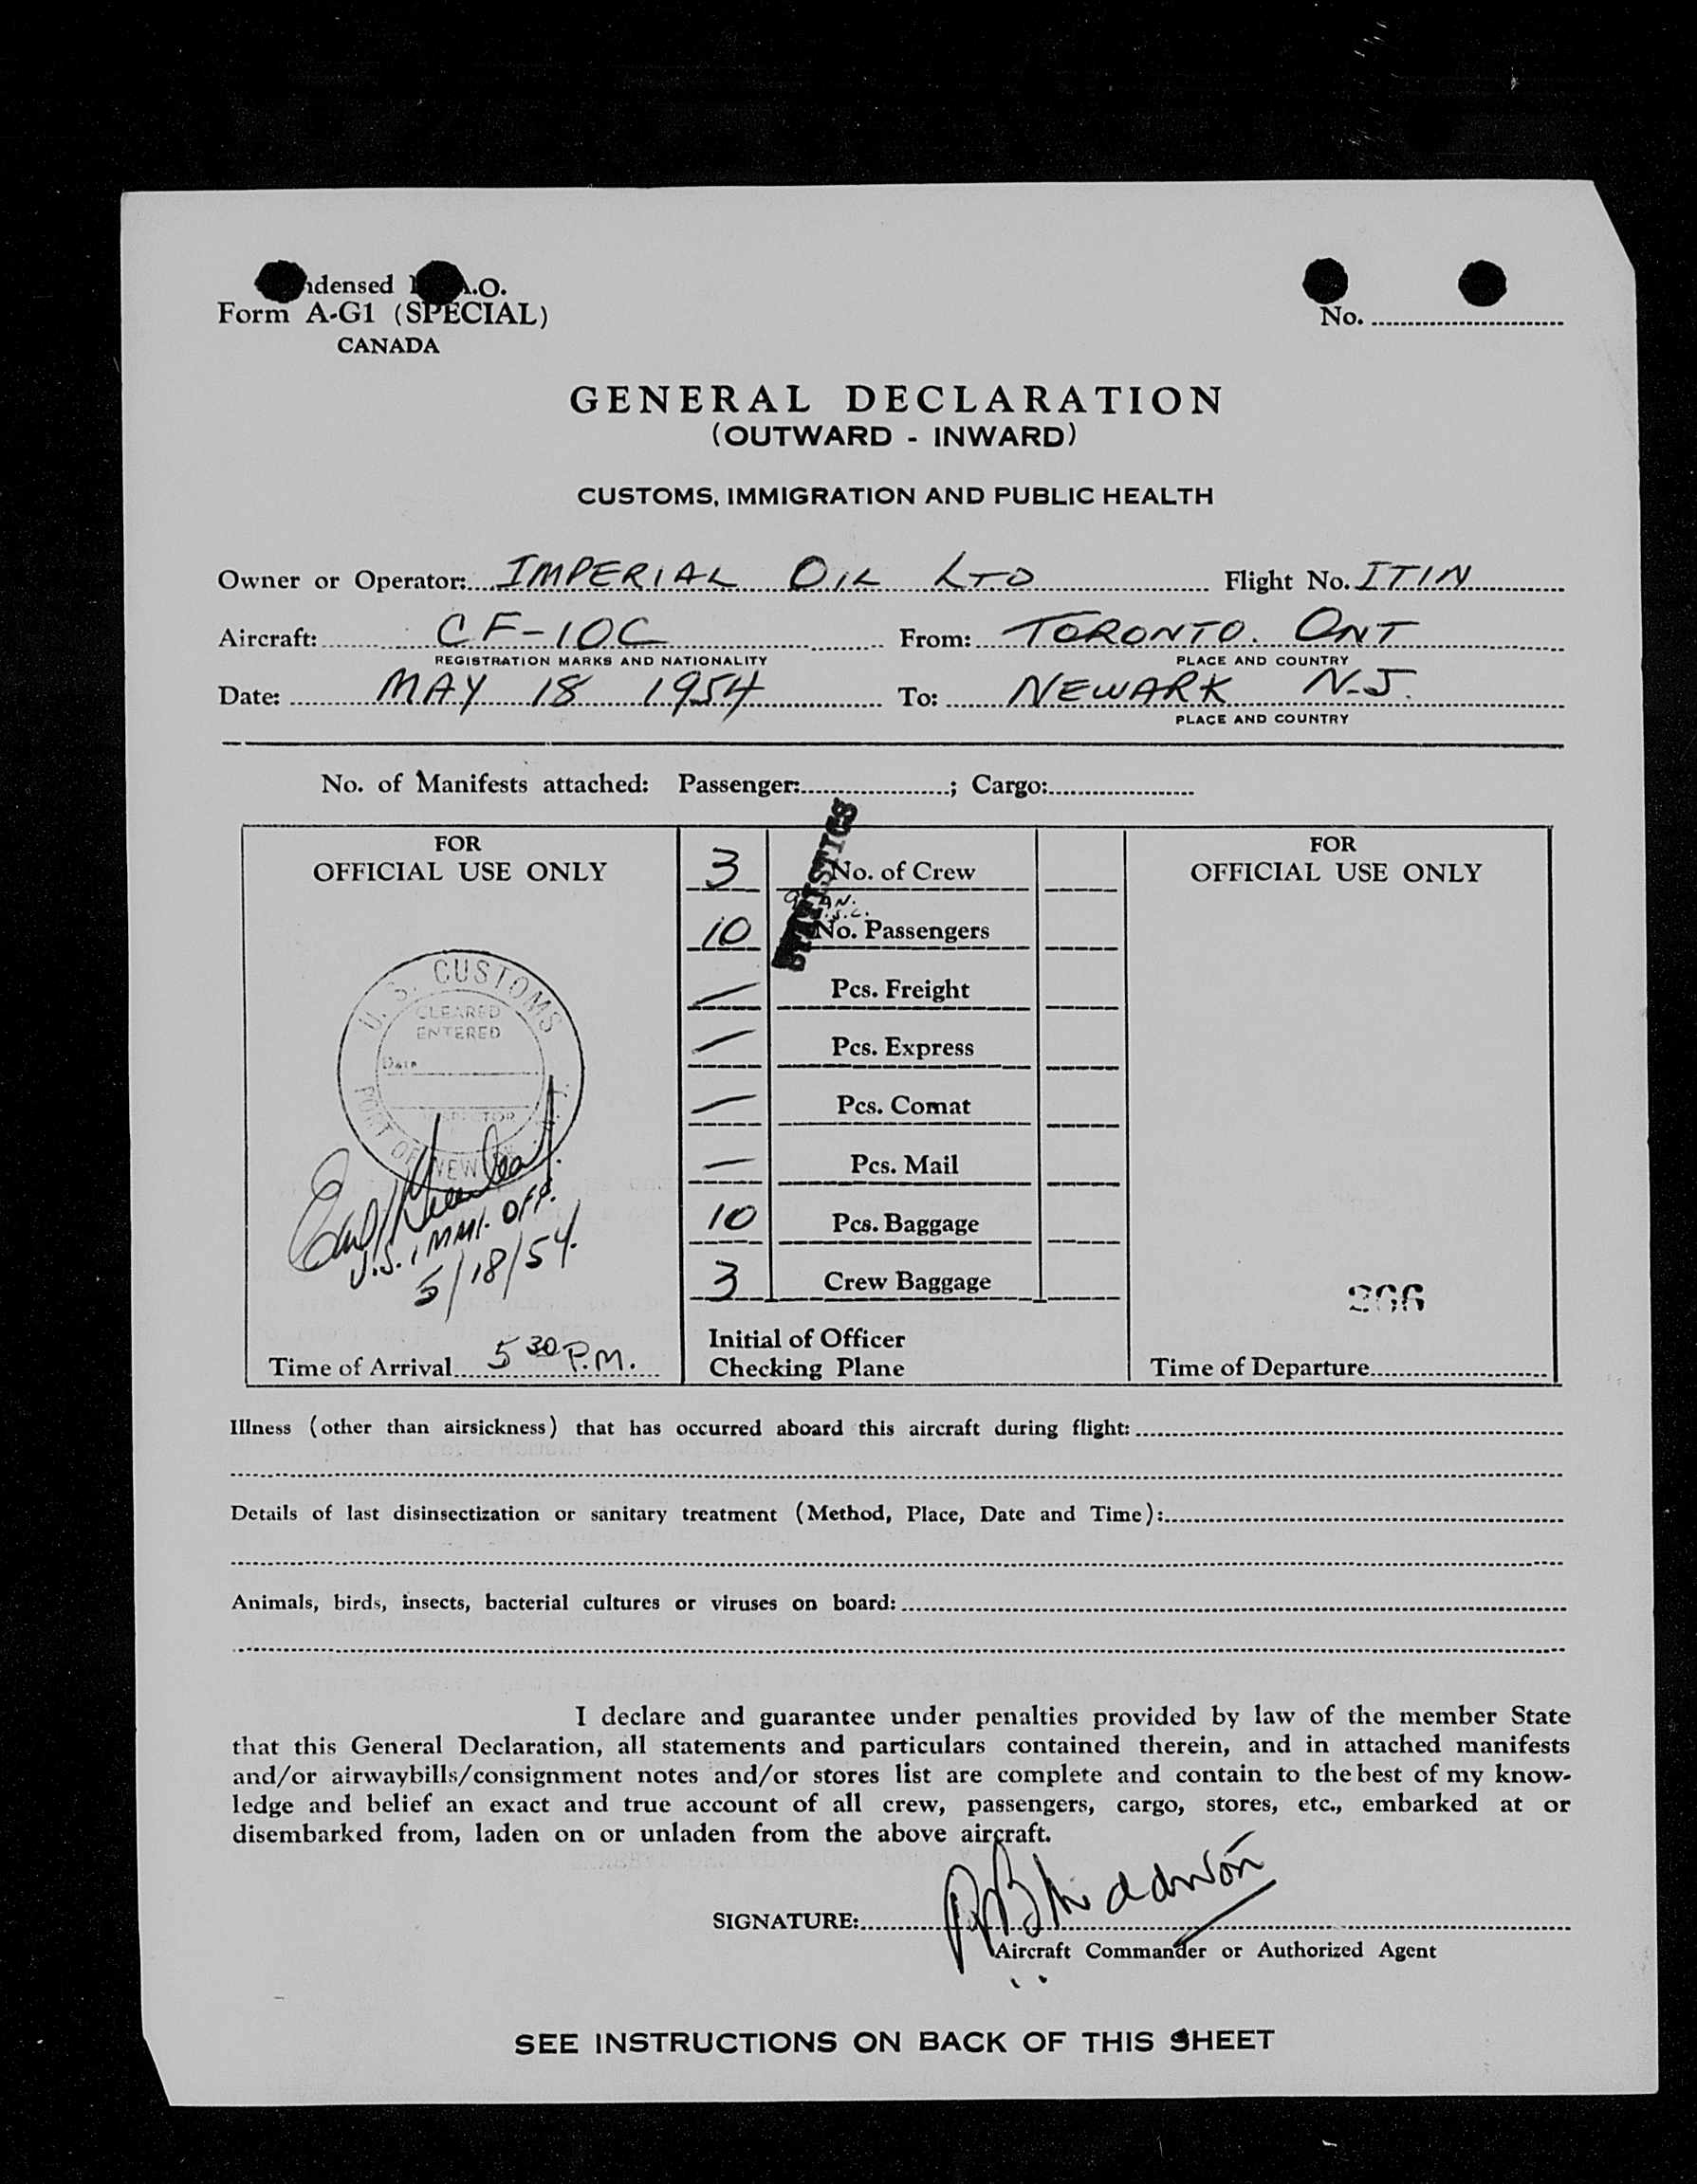 Form A-G1 (SPECIAL)
CANADA
No.
GENERAL DECLARATION
(OUTWARD - INWARD)
CUSTOMS, IMMIGRATION AND PUBLIC HEALTH
Owner or Operator: IMPERIAL OIL LTD Flight No. ITIN
Aircraft: CF-IOC From: TORONTO. ONT
REGISTRATION MARKS AND NATIONALITY PLACE AND COUNTRY
Date: MAY 18 1954 To: NEWARK N.J.
PLACE AND COUNTRY
No. of Manifests attached: Passenger: ; Cargo:
FOR
OFFICIAL USE ONLY
U.S. CUSTOMS
CLEARED
ENTERED
Date
PORT OF NEWARK
U.S. IMMI. OFF.
5/18/54.
Time of Arrival 5 30 P.M.
STATISTICS
3 No. of Crew
10 No. Passengers
Pcs. Freight
Pcs. Express
Pcs. Comat
Pcs. Mail
10 Pcs. Baggage
3 Crew Baggage
Initial of Officer
Checking Plane
FOR
OFFICIAL USE ONLY
Time of Departure
Illness (other than airsickness) that has occurred aboard this aircraft during flight:
Details of last disinsectization or sanitary treatment (Method, Place, Date and Time):
Animals, birds, insects, bacterial cultures or viruses on board:
I declare and guarantee under penalties provided by law of the member State
that this General Declaration, all statements and particulars contained therein, and in attached manifests
and/or airwaybills/consignment notes and/or stores list are complete and contain to the best of my know-
ledge and belief an exact and true account of all crew, passengers, cargo, stores, etc., embarked at or
disembarked from, laden on or unladen from the above aircraft.
SIGNATURE:
Aircraft Commander or Authorized Agent
SEE INSTRUCTIONS ON BACK OF THIS SHEET